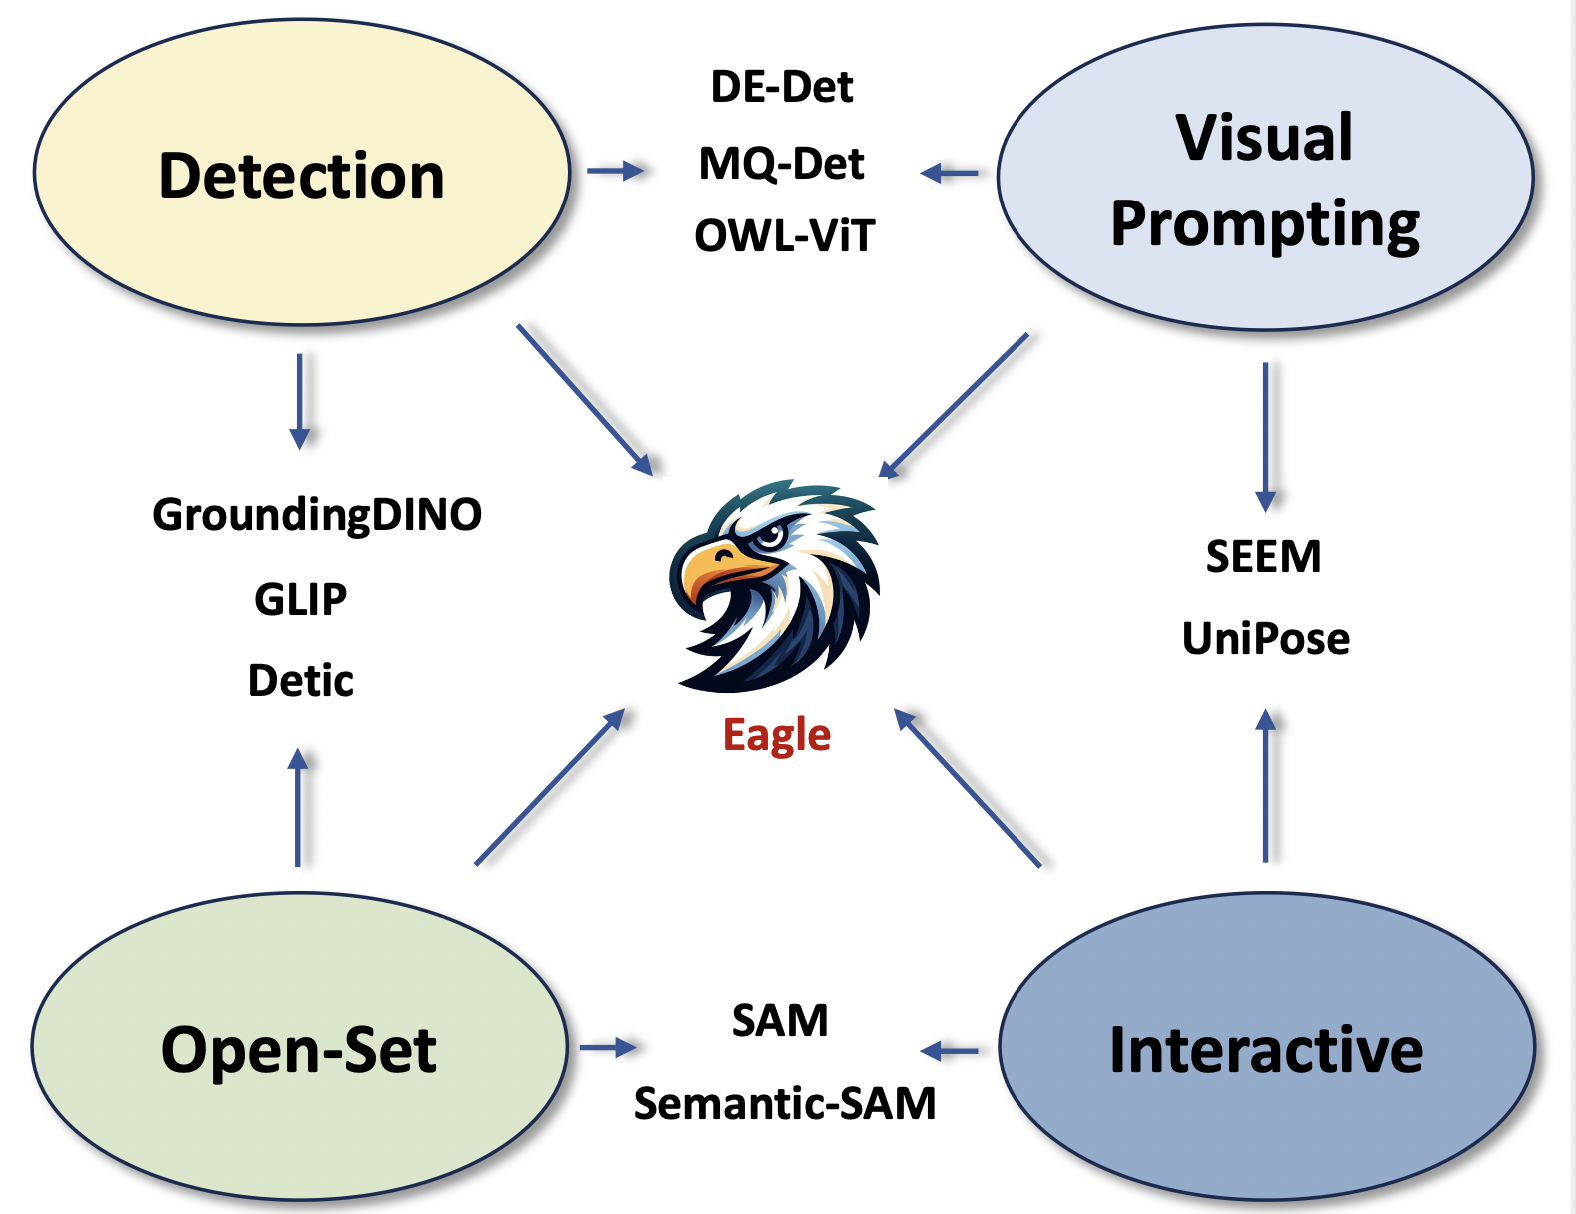 Detection
DE-Det
MQ-Det
OWL-ViT
Visual
Prompting
GroundingDINO
GLIP
Detic
Eagle
SEEM
UniPose
Open-Set
SAM
Semantic-SAM
Interactive